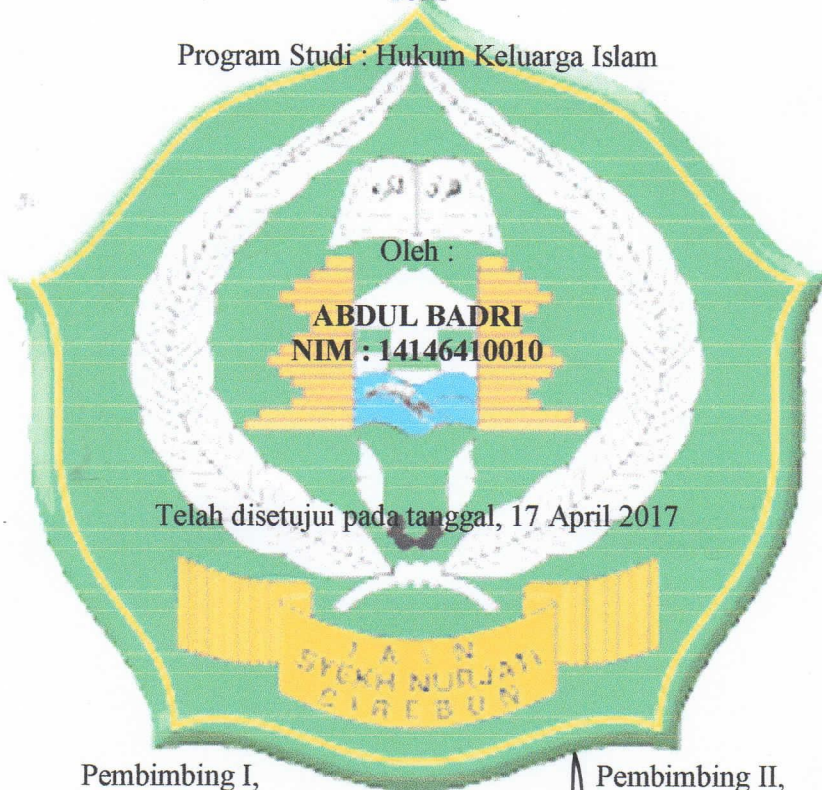 Program Studi : Hukum Keluarga Islam
Oleh :
ABDUL BADRI
NIM : 14146410010
Telah disetujui pada tanggal, 17 April 2017
IAIN
SYEKH NURJATI
CIREBON
Pembimbing I,
Pembimbing II,